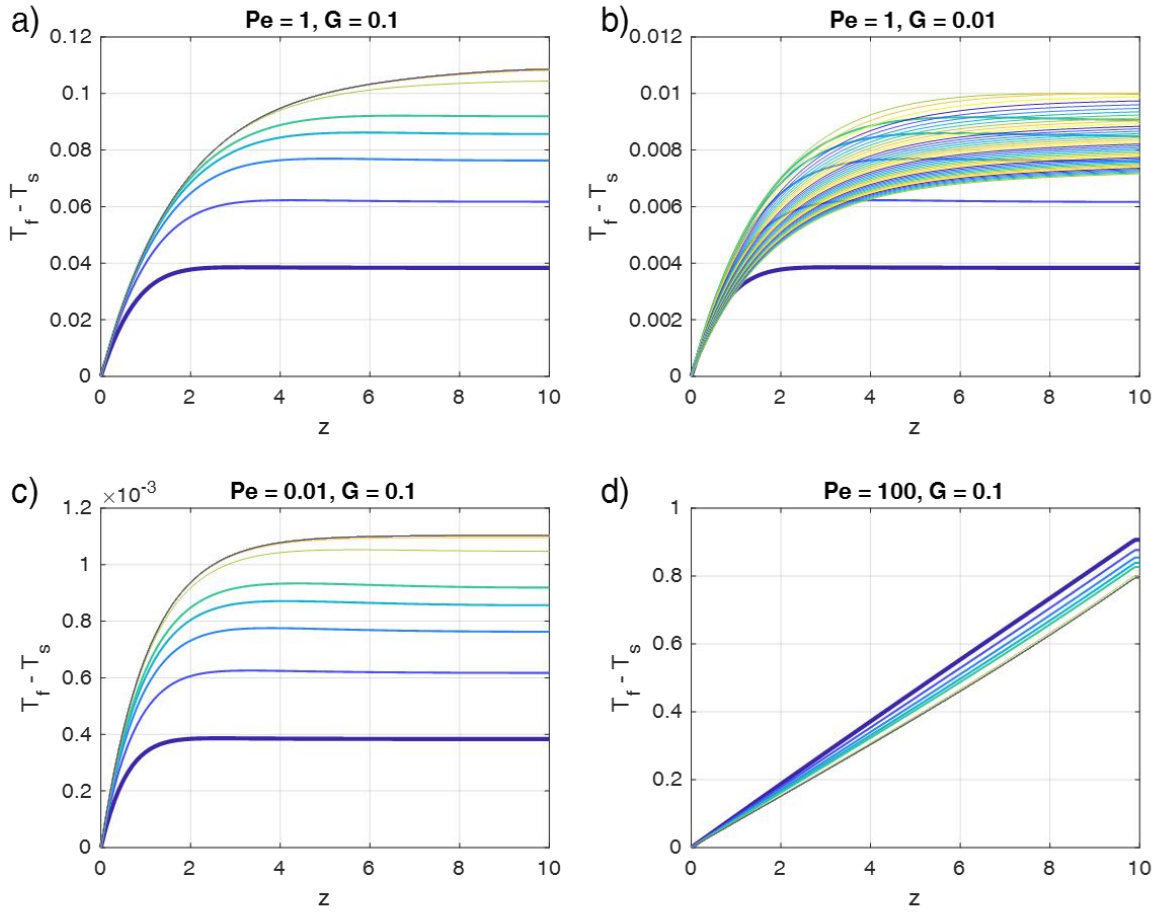 a)
Pe = 1, G = 0.1
0.12
0.1
0.08
0.06
0.04
0.02
0
T_f - T_s
0 2 4 6 8 10
z
b)
Pe = 1, G = 0.01
0.012
0.01
0.008
0.006
0.004
0.002
0
T_f - T_s
0 2 4 6 8 10
z
c)
×10⁻³
Pe = 0.01, G = 0.1
1.2
1
0.8
0.6
0.4
0.2
0
T_f - T_s
0 2 4 6 8 10
z
d)
Pe = 100, G = 0.1
1
0.8
0.6
0.4
0.2
0
T_f - T_s
0 2 4 6 8 10
z